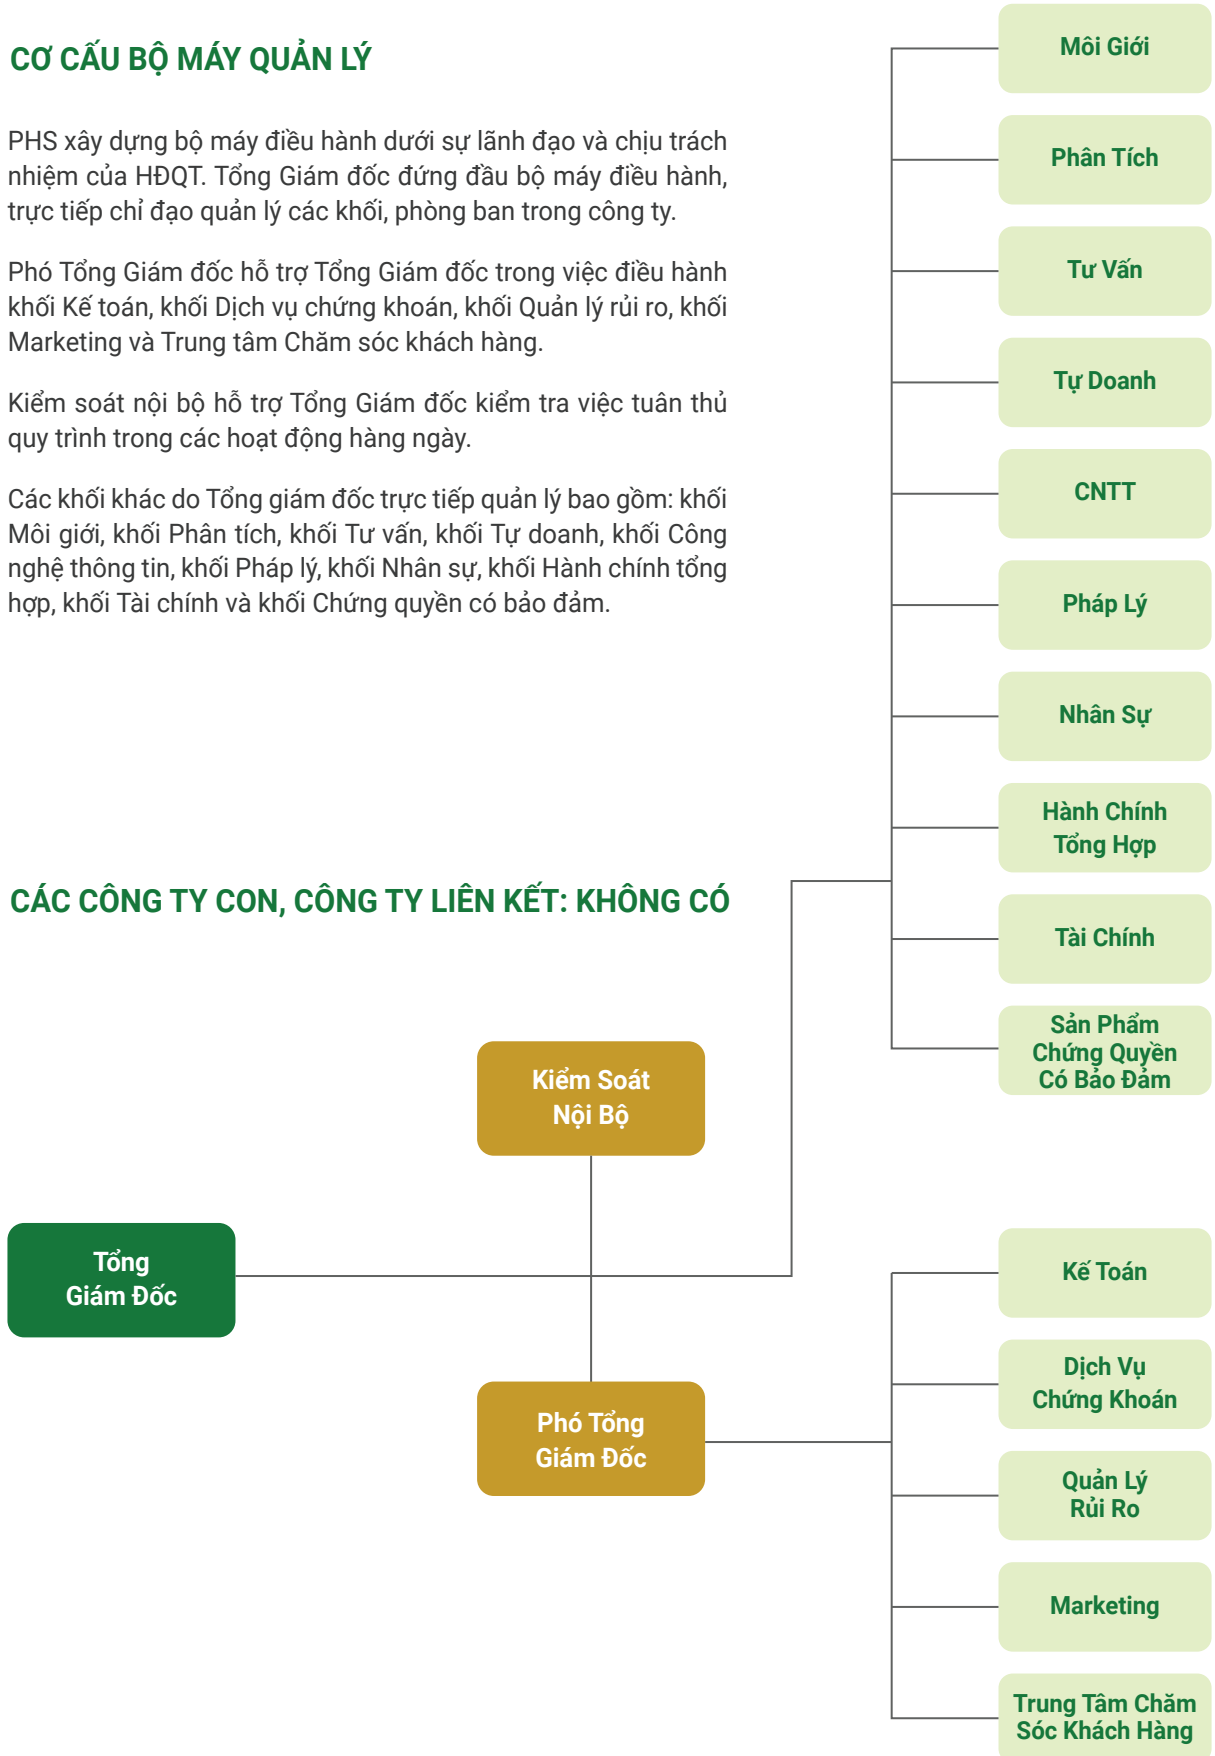 CƠ CẤU BỘ MÁY QUẢN LÝ
PHS xây dựng bộ máy điều hành dưới sự lãnh đạo và chịu trách
nhiệm của HĐQT. Tổng Giám đốc đứng đầu bộ máy điều hành,
trực tiếp chỉ đạo quản lý các khối, phòng ban trong công ty.
Phó Tổng Giám đốc hỗ trợ Tổng Giám đốc trong việc điều hành
khối Kế toán, khối Dịch vụ chứng khoán, khối Quản lý rủi ro, khối
Marketing và Trung tâm Chăm sóc khách hàng.
Kiểm soát nội bộ hỗ trợ Tổng Giám đốc kiểm tra việc tuân thủ
quy trình trong các hoạt động hàng ngày.
Các khối khác do Tổng giám đốc trực tiếp quản lý bao gồm: khối
Môi giới, khối Phân tích, khối Tư vấn, khối Tự doanh, khối Công
nghệ thông tin, khối Pháp lý, khối Nhân sự, khối Hành chính tổng
hợp, khối Tài chính và khối Chứng quyền có bảo đảm.
CÁC CÔNG TY CON, CÔNG TY LIÊN KẾT: KHÔNG CÓ
Tổng
Giám Đốc
Kiểm Soát
Nội Bộ
Phó Tổng
Giám Đốc
Môi Giới
Phân Tích
Tư Vấn
Tự Doanh
CNTT
Pháp Lý
Nhân Sự
Hành Chính
Tổng Hợp
Tài Chính
Sản Phẩm
Chứng Quyền
Có Bảo Đảm
Kế Toán
Dịch Vụ
Chứng Khoán
Quản Lý
Rủi Ro
Marketing
Trung Tâm Chăm
Sóc Khách Hàng